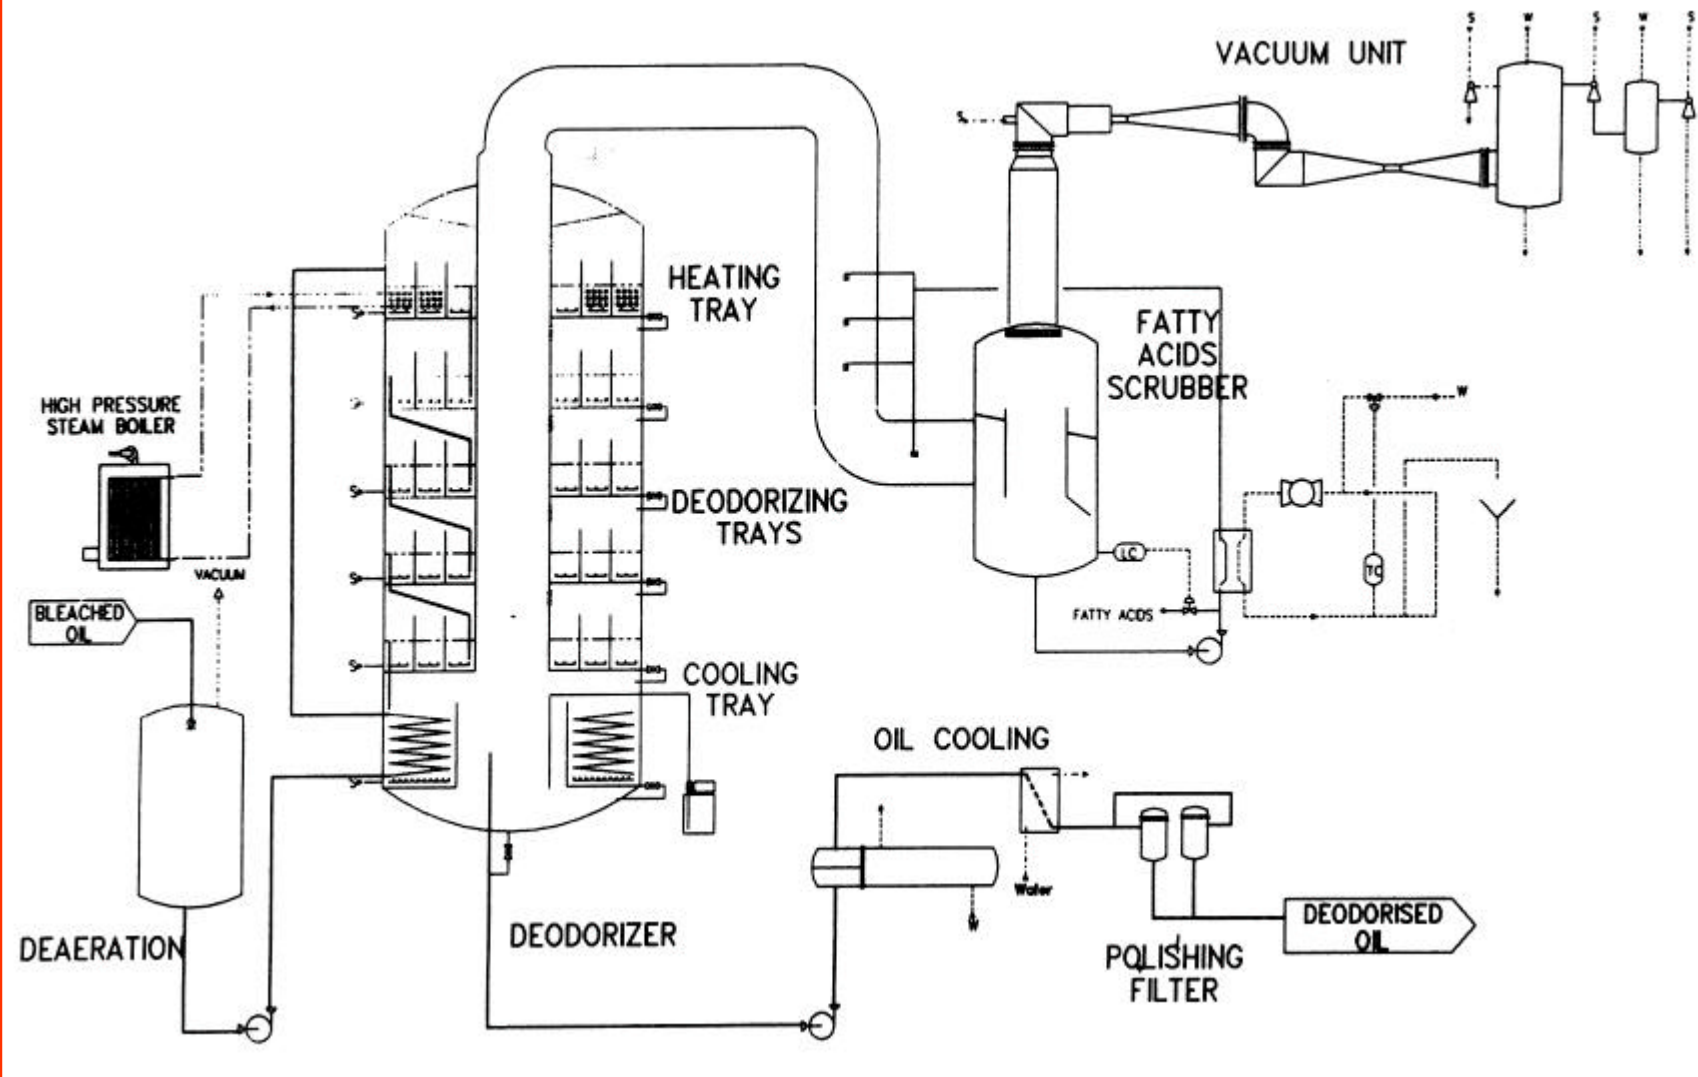 VACUUM UNIT
S
W
S
W
S
S
HEATING
TRAY
FATTY
ACIDS
SCRUBBER
HIGH PRESSURE
STEAM BOILER
S
S
W
DEODORIZING
TRAYS
S
S
LC
TC
VACUUM
FATTY ACIDS
BLEACHED
OIL
S
COOLING
TRAY
S
OIL COOLING
Water
W
DEAERATION
DEODORIZER
POLISHING
FILTER
DEODORISED
OIL